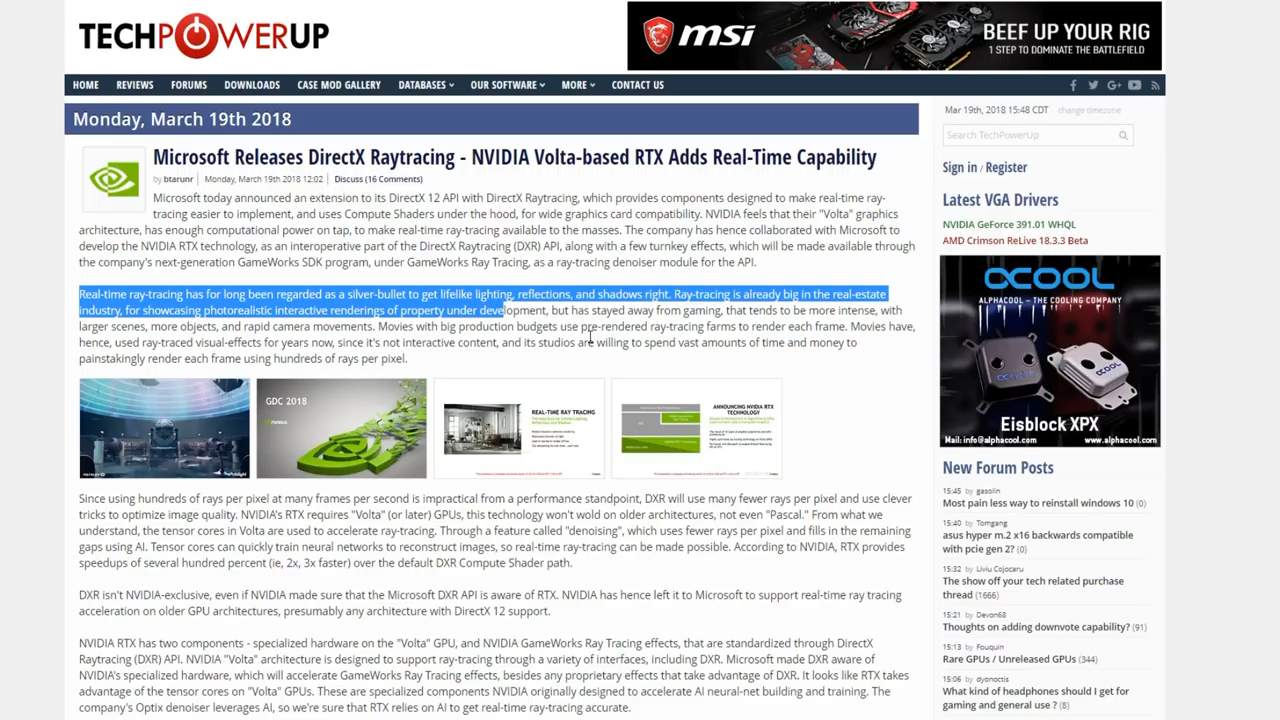 TECHPOWERUP
msi
BEEF UP YOUR RIG
1 STEP TO DOMINATE THE BATTLEFIELD
HOME REVIEWS FORUMS DOWNLOADS CASE MOD GALLERY DATABASES OUR SOFTWARE MORE CONTACT US
Monday, March 19th 2018
Microsoft Releases DirectX Raytracing - NVIDIA Volta-based RTX Adds Real-Time Capability
by btarunr Monday, March 19th 2018 12:02 Discuss (16 Comments)
Microsoft today announced an extension to its DirectX 12 API with DirectX Raytracing, which provides components designed to make real-time ray-
tracing easier to implement, and uses Compute Shaders under the hood, for wide graphics card compatibility. NVIDIA feels that their "Volta" graphics
architecture, has enough computational power on tap, to make real-time ray-tracing available to the masses. The company has hence collaborated with Microsoft to
develop the NVIDIA RTX technology, as an interoperative part of the DirectX Raytracing (DXR) API, along with a few turnkey effects, which will be made available through
the company's next-generation GameWorks SDK program, under GameWorks Ray Tracing, as a ray-tracing denoiser module for the API.
Real-time ray-tracing has for long been regarded as a silver-bullet to get lifelike lighting, reflections, and shadows right. Ray-tracing is already big in the real-estate
industry, for showcasing photorealistic interactive renderings of property under development, but has stayed away from gaming, that tends to be more intense, with
larger scenes, more objects, and rapid camera movements. Movies with big production budgets use pre-rendered ray-tracing farms to render each frame. Movies have,
hence, used ray-traced visual-effects for years now, since it's not interactive content, and its studios are willing to spend vast amounts of time and money to
painstakingly render each frame using hundreds of rays per pixel.
GDC 2018
REAL-TIME RAY TRACING
ANNOUNCING NVIDIA RTX
TECHNOLOGY
Since using hundreds of rays per pixel at many frames per second is impractical from a performance standpoint, DXR will use many fewer rays per pixel and use clever
tricks to optimize image quality. NVIDIA's RTX requires "Volta" (or later) GPUs, this technology won't wold on older architectures, not even "Pascal." From what we
understand, the tensor cores in Volta are used to accelerate ray-tracing. Through a feature called "denoising", which uses fewer rays per pixel and fills in the remaining
gaps using AI. Tensor cores can quickly train neural networks to reconstruct images, so real-time ray-tracing can be made possible. According to NVIDIA, RTX provides
speedups of several hundred percent (ie, 2x, 3x faster) over the default DXR Compute Shader path.
DXR isn't NVIDIA-exclusive, even if NVIDIA made sure that the Microsoft DXR API is aware of RTX. NVIDIA has hence left it to Microsoft to support real-time ray tracing
acceleration on older GPU architectures, presumably any architecture with DirectX 12 support.
NVIDIA RTX has two components - specialized hardware on the "Volta" GPU, and NVIDIA GameWorks Ray Tracing effects, that are standardized through DirectX
Raytracing (DXR) API. NVIDIA "Volta" architecture is designed to support ray-tracing through a variety of interfaces, including DXR. Microsoft made DXR aware of
NVIDIA's specialized hardware, which will accelerate GameWorks Ray Tracing effects, besides any proprietary effects that take advantage of DXR. It looks like RTX takes
advantage of the tensor cores on "Volta" GPUs. These are specialized components NVIDIA originally designed to accelerate AI neural-net building and training. The
company's Optix denoiser leverages AI, so we're sure that RTX relies on AI to get real-time ray-tracing accurate.
Mar 19th, 2018 15:48 CDT change timezone
Search TechPowerUp
Sign in / Register
Latest VGA Drivers
NVIDIA GeForce 391.01 WHQL
AMD Crimson ReLive 18.3.3 Beta
ALPHACOOL - THE COOLING COMPANY
Eisblock XPX
Mail: info@alphacool.com www.alphacool.com
New Forum Posts
15:45 by gasolin
Most pain less way to reinstall windows 10 (0)
15:40 by Tomgang
asus hyper m.2 x16 backwards compatible
with pcie gen 2? (0)
15:32 by Liviu Cojocaru
The show off your tech related purchase
thread (1666)
15:21 by Devon68
Thoughts on adding downvote capability? (91)
15:13 by Fouquin
Rare GPUs / Unreleased GPUs (344)
15:06 by dyonoctis
What kind of headphones should I get for
gaming and general use ? (8)